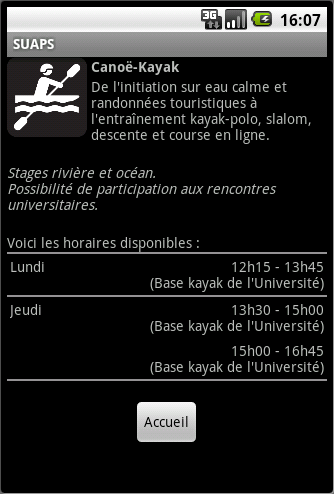 3G
16:07
SUAPS
Canoë-Kayak
De l'initiation sur eau calme et
randonnées touristiques à
l'entraînement kayak-polo, slalom,
descente et course en ligne.
Stages rivière et océan.
Possibilité de participation aux rencontres
universitaires.
Voici les horaires disponibles :
Lundi 12h15 - 13h45
(Base kayak de l'Université)
Jeudi 13h30 - 15h00
(Base kayak de l'Université)
15h00 - 16h45
(Base kayak de l'Université)
Accueil